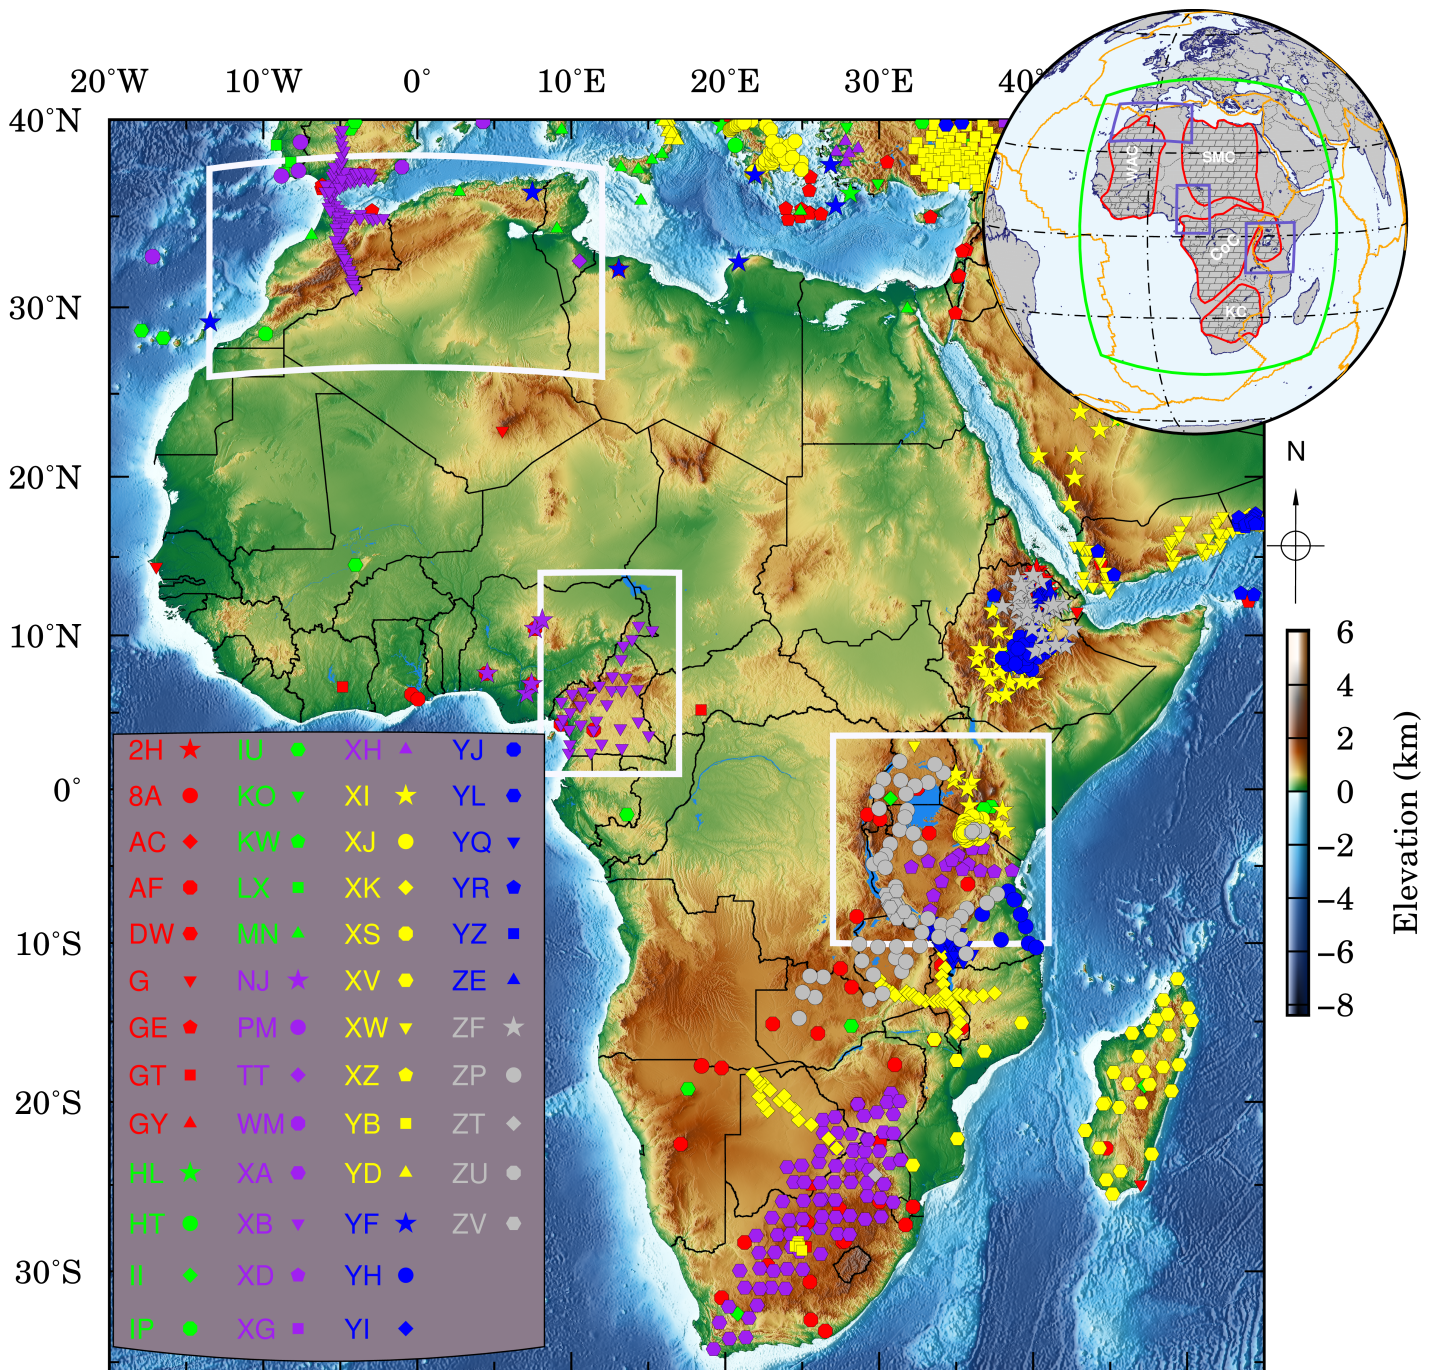 20°W 10°W 0° 10°E 20°E 30°E 40°
40°N
30°N
20°N
10°N
0°
10°S
20°S
30°S
WAC
SMC
CoC
KC
N
6
4
2
0
−2
−4
−6
−8
Elevation (km)
2H IU XH YJ
8A KO XI YL
AC KW XJ YQ
AF LX XK YR
DW MN XS YZ
G NJ XV ZE
GE PM XW ZF
GT TT XZ ZP
GY WM YB ZT
HL XA YD ZU
HT XB YF ZV
II XD YH
IP XG YI